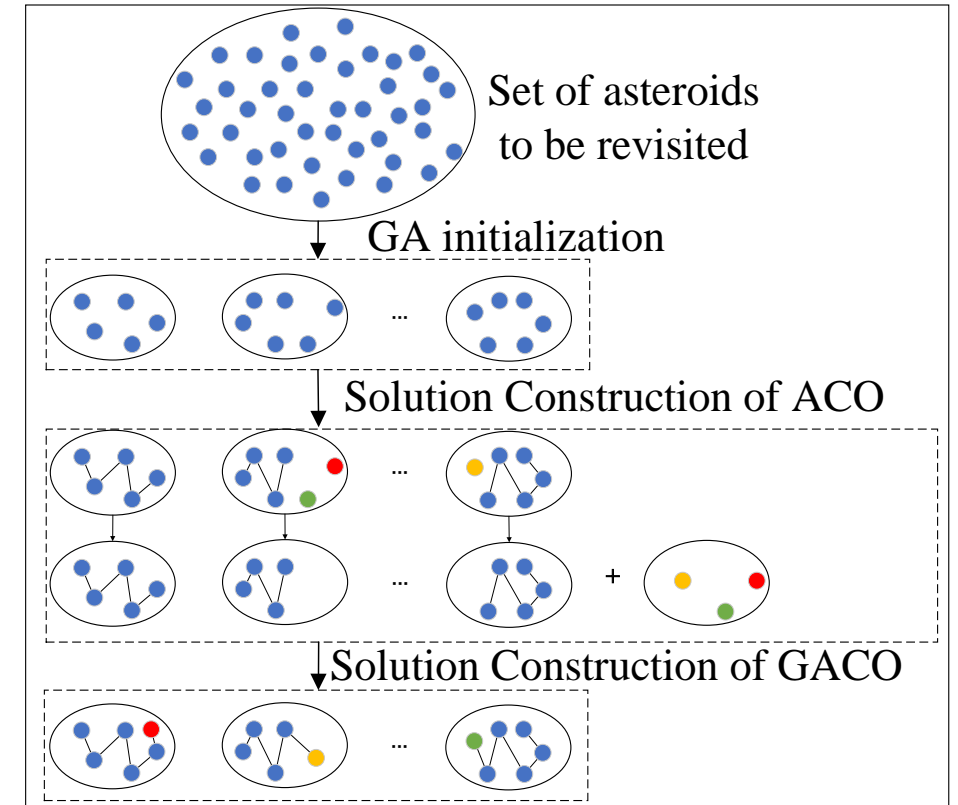 Set of asteroids
to be revisited
GA initialization
...
Solution Construction of ACO
...
... +
Solution Construction of GACO
...